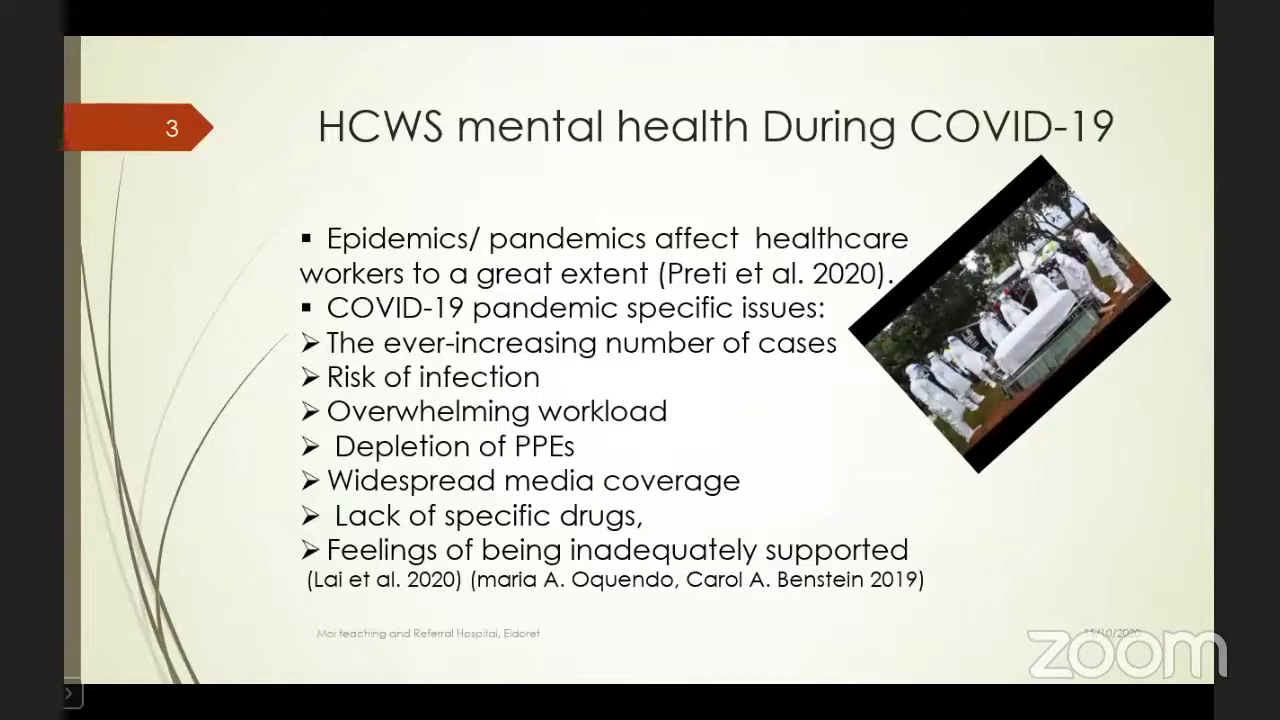 3
HCWS mental health During COVID-19
▪ Epidemics/ pandemics affect healthcare
workers to a great extent (Preti et al. 2020).
▪ COVID-19 pandemic specific issues:
➢ The ever-increasing number of cases
➢ Risk of infection
➢ Overwhelming workload
➢ Depletion of PPEs
➢ Widespread media coverage
➢ Lack of specific drugs,
➢ Feelings of being inadequately supported
(Lai et al. 2020) (maria A. Oquendo, Carol A. Benstein 2019)
Moi teaching and Referral Hospital, Eldoret
15/10/2020
zoom